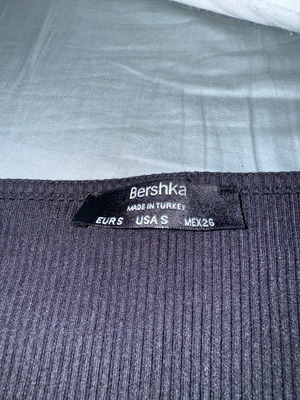 Bershka
MADE IN TURKEY
EUR S USA S MEX 26